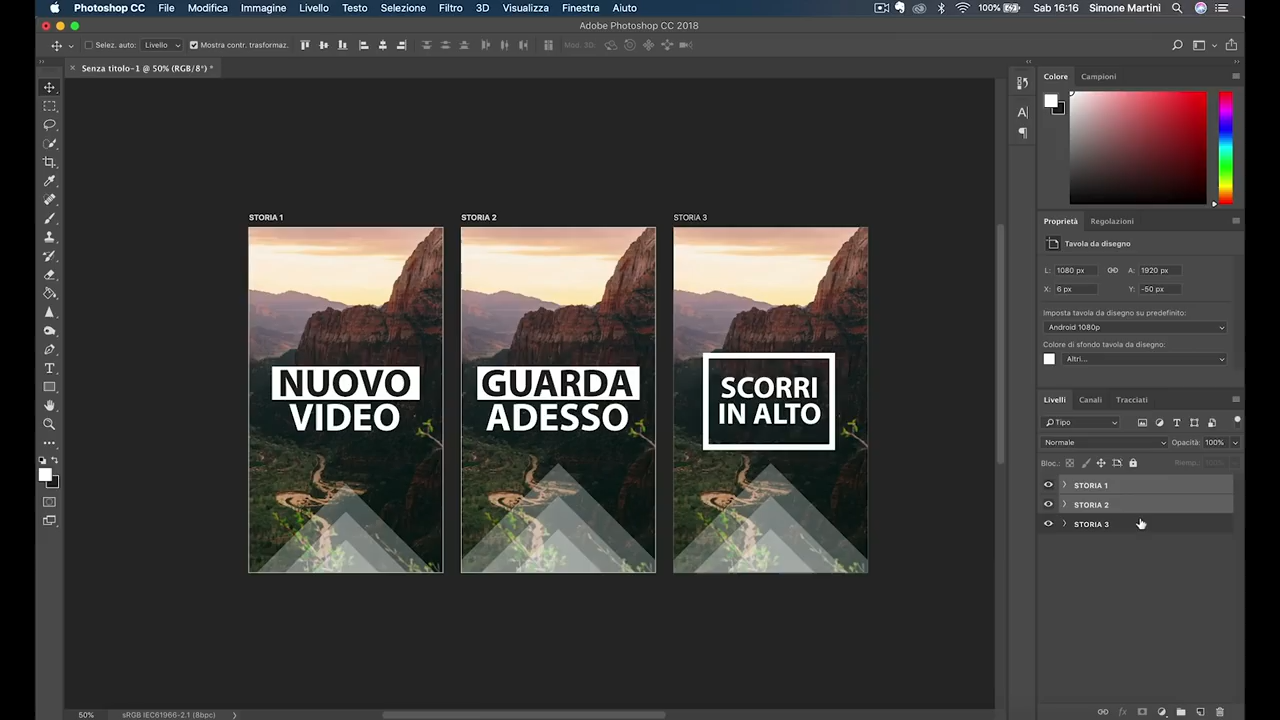 Photoshop CC File Modifica Immagine Livello Testo Selezione Filtro 3D Visualizza Finestra Aiuto 100% Sab 16:16 Simone Martini
Adobe Photoshop CC 2018
Selez. auto: Livello Mostra contr. trasformaz. Mod. 3D:
Senza titolo-1 @ 50% (RGB/8*) *
Colore Campioni
STORIA 1 STORIA 2 STORIA 3
NUOVO
VIDEO
GUARDA
ADESSO
SCORRI
IN ALTO
Proprietà Regolazioni
Tavola da disegno
L: 1080 px A: 1920 px
X: 6 px Y: -50 px
Imposta tavola da disegno su predefinito:
Android 1080p
Colore di sfondo tavola da disegno:
Altri...
Livelli Canali Tracciati
Tipo
Normale Opacità: 100%
Bloc.: Riemp.: 100%
STORIA 1
STORIA 2
STORIA 3
50% sRGB IEC61966-2.1 (8bpc)